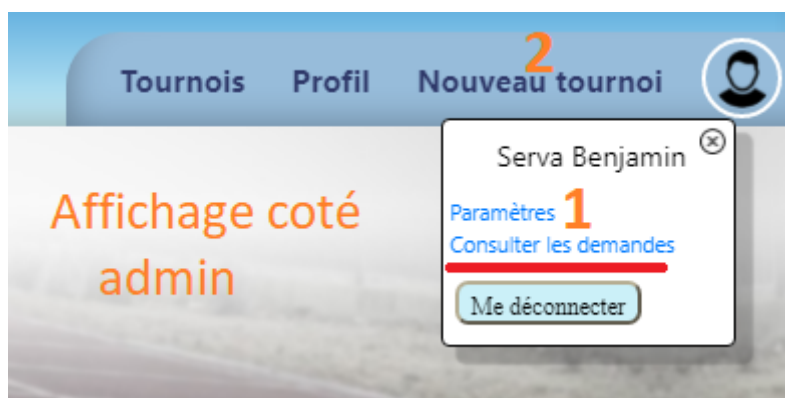 2
Tournois Profil Nouveau tournoi
Serva Benjamin
Affichage coté
admin
Paramètres 1
Consulter les demandes
Me déconnecter